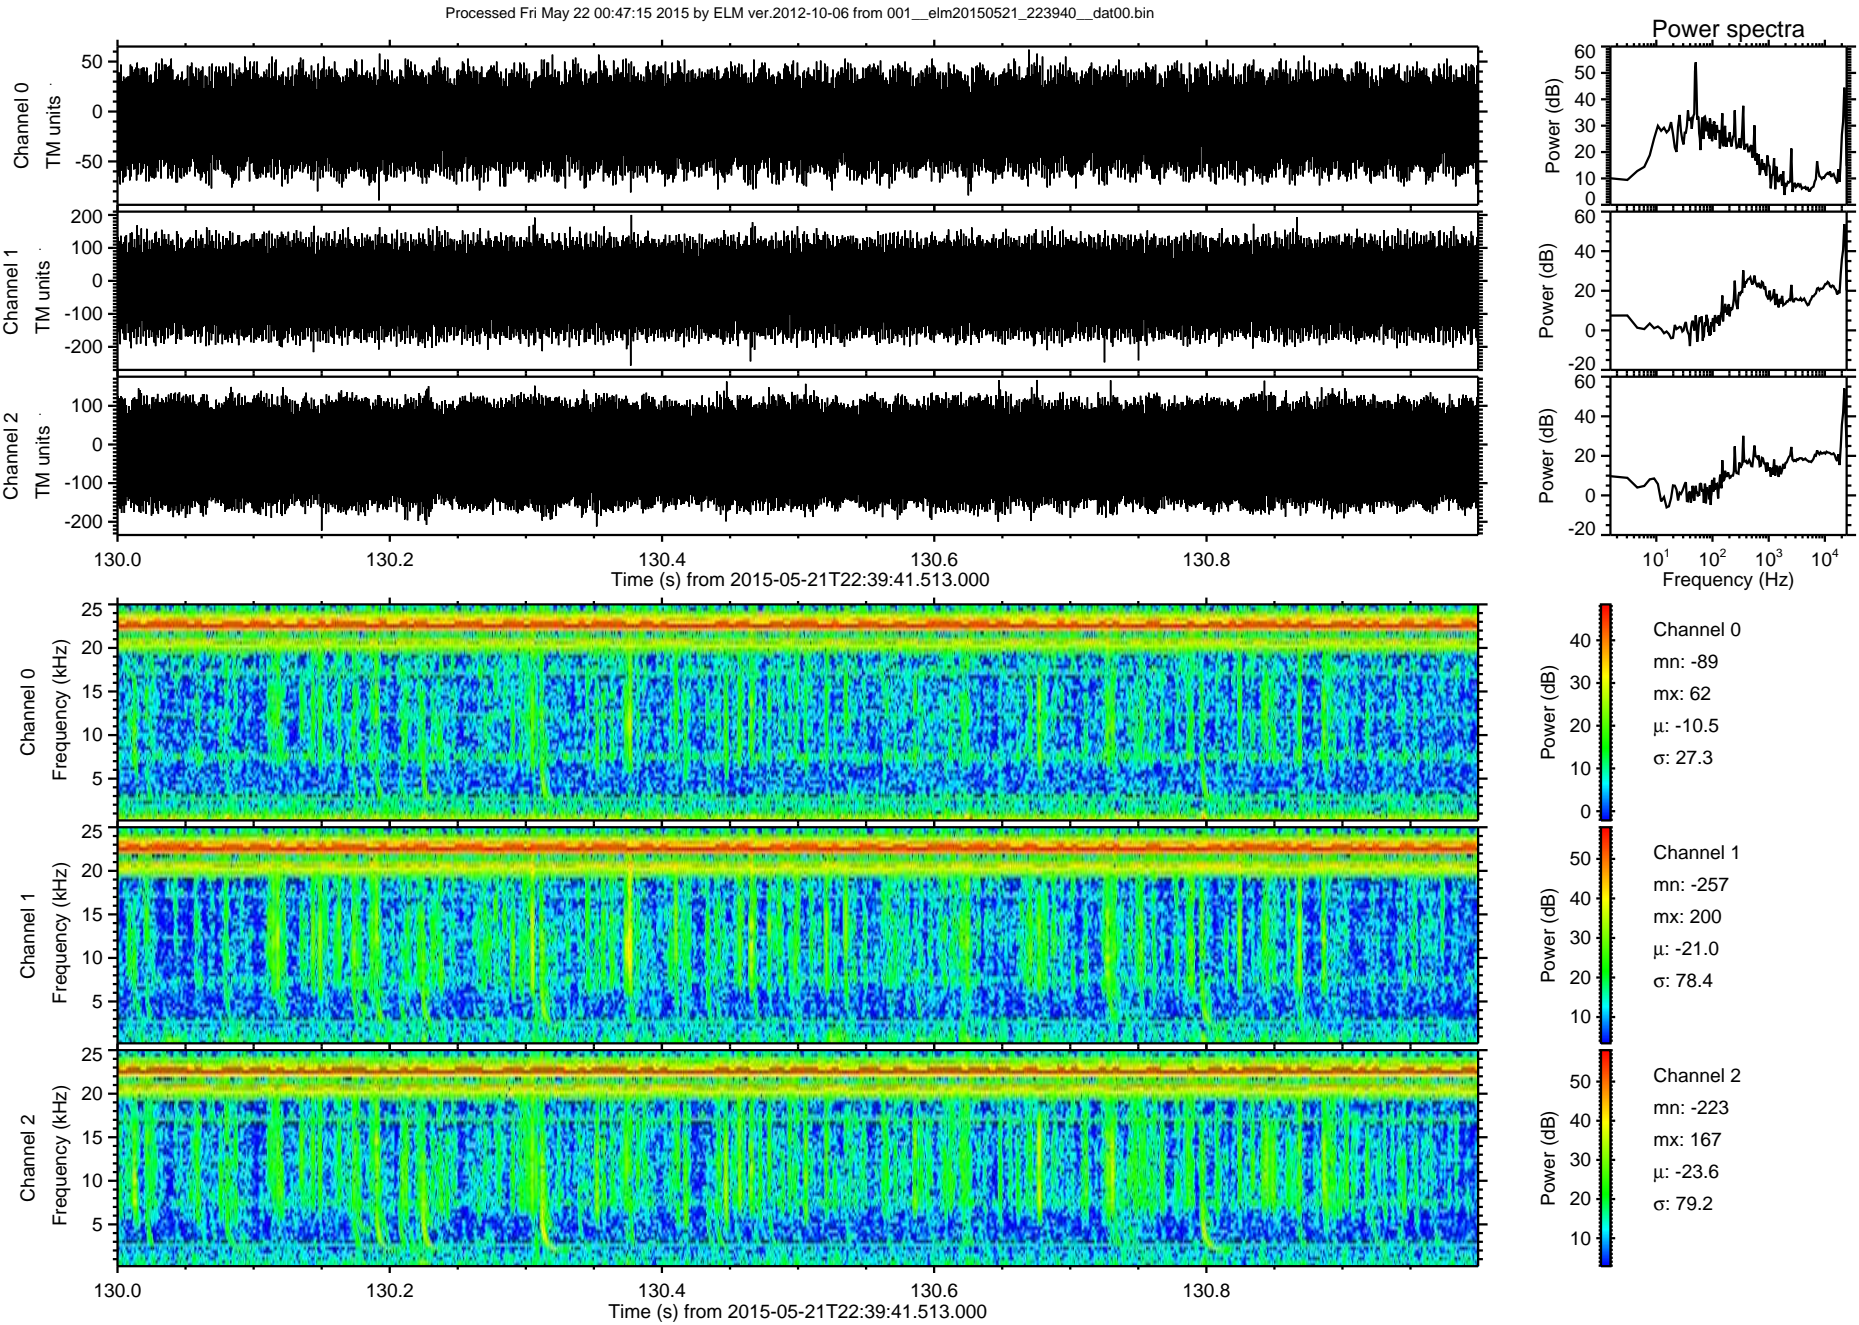 Processed Fri May 22 00:47:15 2015 by ELM ver.2012-10-06 from 001__elm20150521_223940__dat00.bin
Power spectra
Channel 0
TM units
50
0
-50
Power (dB)
60
50
40
30
20
10
0
Channel 1
TM units
200
100
0
-100
-200
Power (dB)
60
40
20
0
-20
Channel 2
TM units
100
0
-100
-200
Power (dB)
60
40
20
0
-20
130.0 130.2 130.4 130.6 130.8
Time (s) from 2015-05-21T22:39:41.513.000
10^1 10^2 10^3 10^4
Frequency (Hz)
Channel 0
Frequency (kHz)
25
20
15
10
5
Power (dB)
40
30
20
10
0
Channel 0
mn: -89
mx: 62
μ: -10.5
σ: 27.3
Channel 1
Frequency (kHz)
25
20
15
10
5
Power (dB)
50
40
30
20
10
Channel 1
mn: -257
mx: 200
μ: -21.0
σ: 78.4
Channel 2
Frequency (kHz)
25
20
15
10
5
Power (dB)
50
40
30
20
10
Channel 2
mn: -223
mx: 167
μ: -23.6
σ: 79.2
130.0 130.2 130.4 130.6 130.8
Time (s) from 2015-05-21T22:39:41.513.000